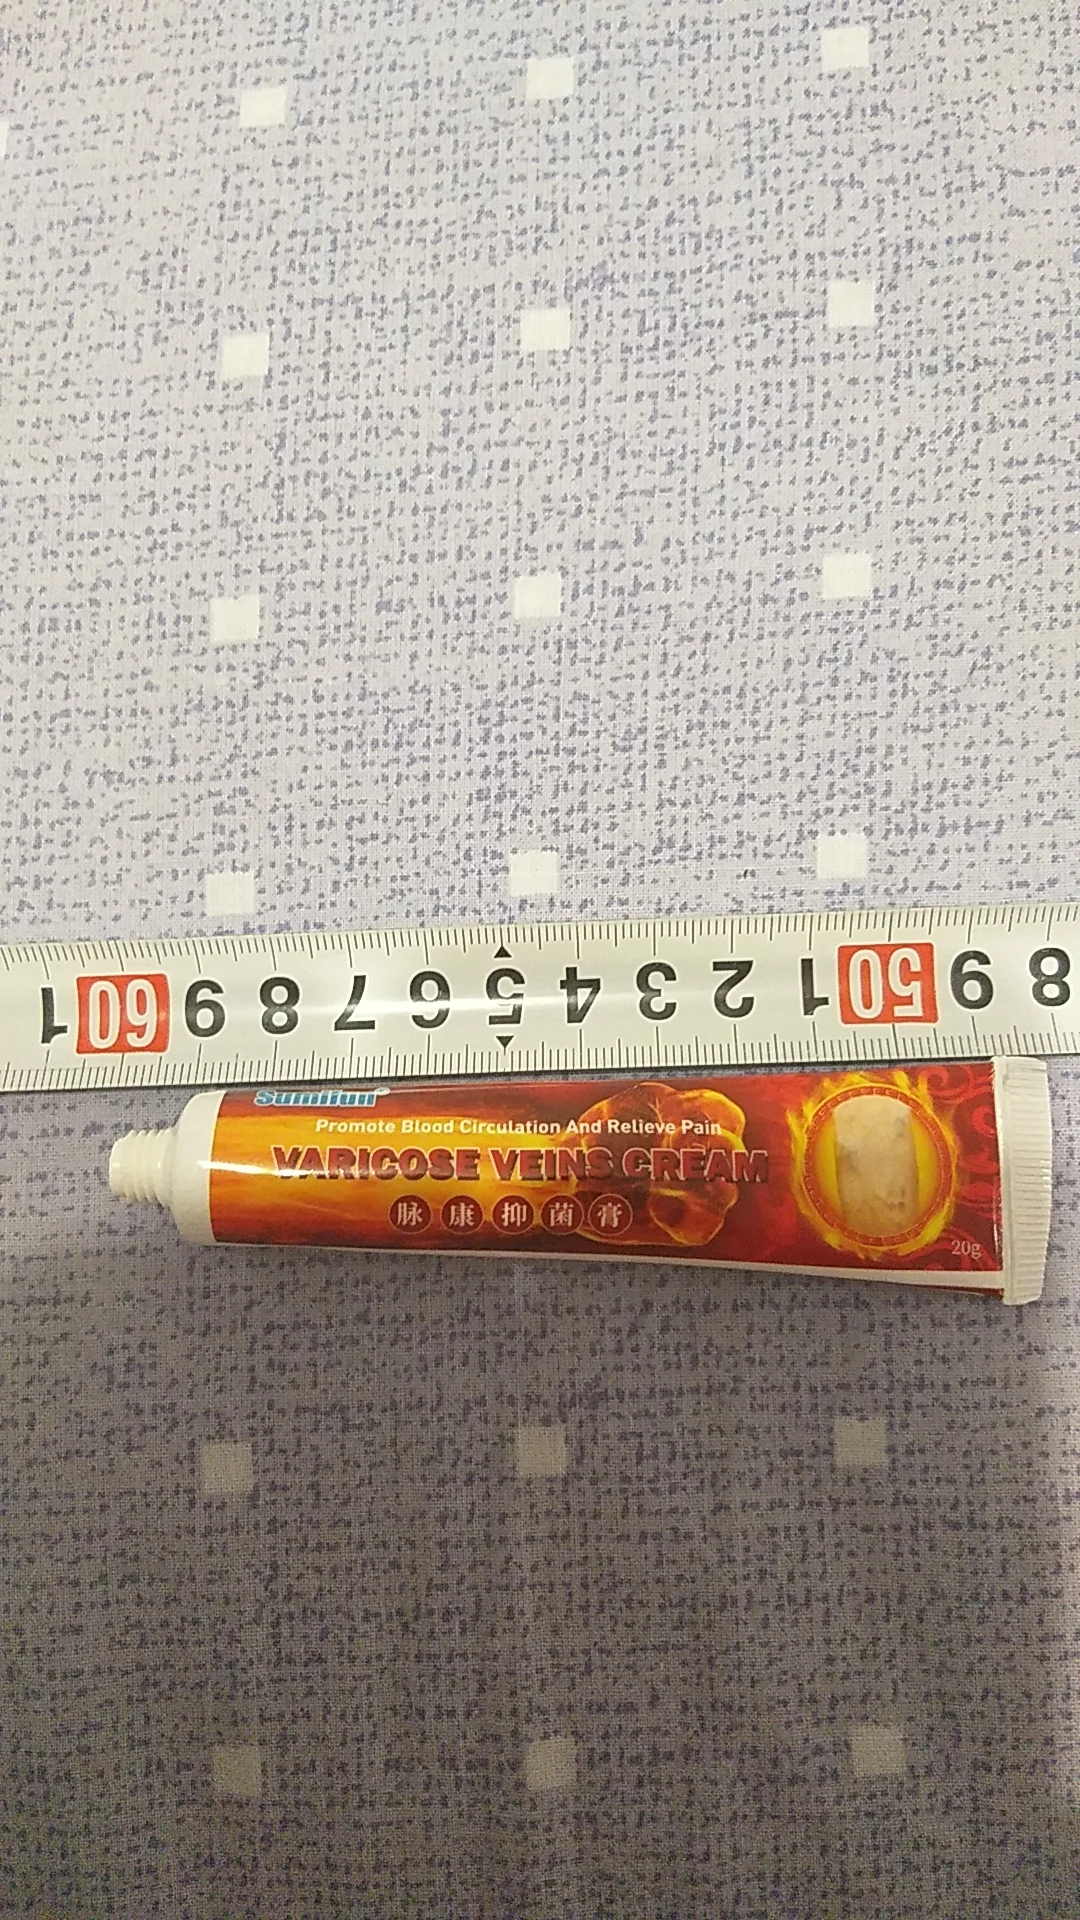 1 60 9 8 7 6 5 4 3 2 1 50 9 8
Sumifun®
Promote Blood Circulation And Relieve Pain
VARICOSE VEINS CREAM
脉康抑菌膏
20g